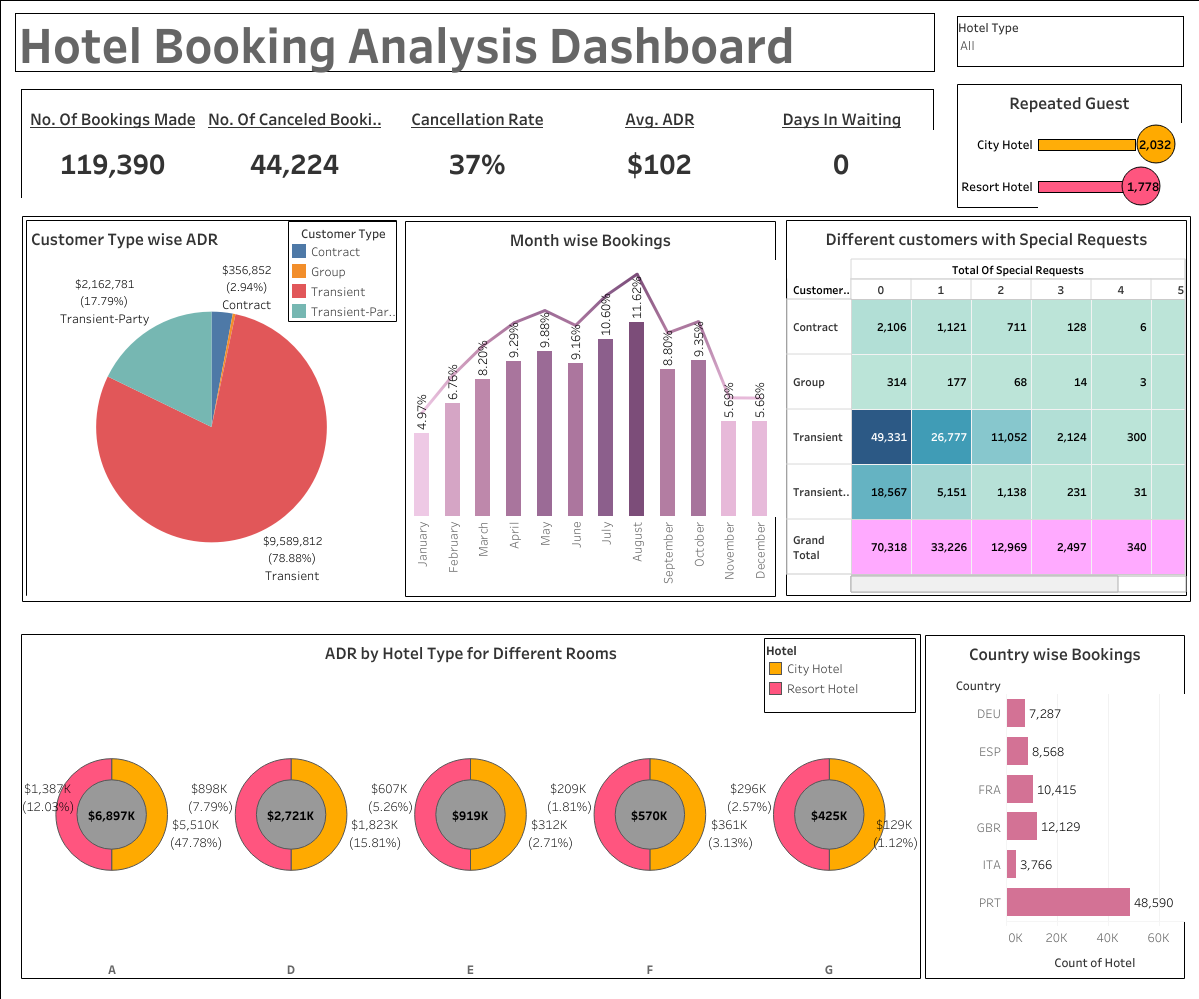 Hotel Booking Analysis Dashboard
Hotel Type
All
No. Of Bookings Made
No. Of Canceled Booki..
Cancellation Rate
Avg. ADR
Days In Waiting
119,390
44,224
37%
$102
0
Repeated Guest
City Hotel
2,032
Resort Hotel
1,778
Customer Type wise ADR
Customer Type
Contract
Group
Transient
Transient-Par..
$356,852
(2.94%)
Contract
$2,162,781
(17.79%)
Transient-Party
$9,589,812
(78.88%)
Transient
Month wise Bookings
4.97%
6.76%
8.20%
9.29%
9.88%
9.16%
10.60%
11.62%
8.80%
9.35%
5.69%
5.68%
January
February
March
April
May
June
July
August
September
October
November
December
Different customers with Special Requests
Total Of Special Requests
Customer.. 0 1 2 3 4 5
Contract 2,106 1,121 711 128 6
Group 314 177 68 14 3
Transient 49,331 26,777 11,052 2,124 300
Transient.. 18,567 5,151 1,138 231 31
Grand
Total 70,318 33,226 12,969 2,497 340
ADR by Hotel Type for Different Rooms
Hotel
City Hotel
Resort Hotel
$1,387K
(12.03%)
$6,897K
$5,510K
(47.78%)
A
$898K
(7.79%)
$2,721K
$1,823K
(15.81%)
D
$607K
(5.26%)
$919K
$312K
(2.71%)
E
$209K
(1.81%)
$570K
$361K
(3.13%)
F
$296K
(2.57%)
$425K
$129K
(1.12%)
G
Country wise Bookings
Country
DEU 7,287
ESP 8,568
FRA 10,415
GBR 12,129
ITA 3,766
PRT 48,590
0K 20K 40K 60K
Count of Hotel